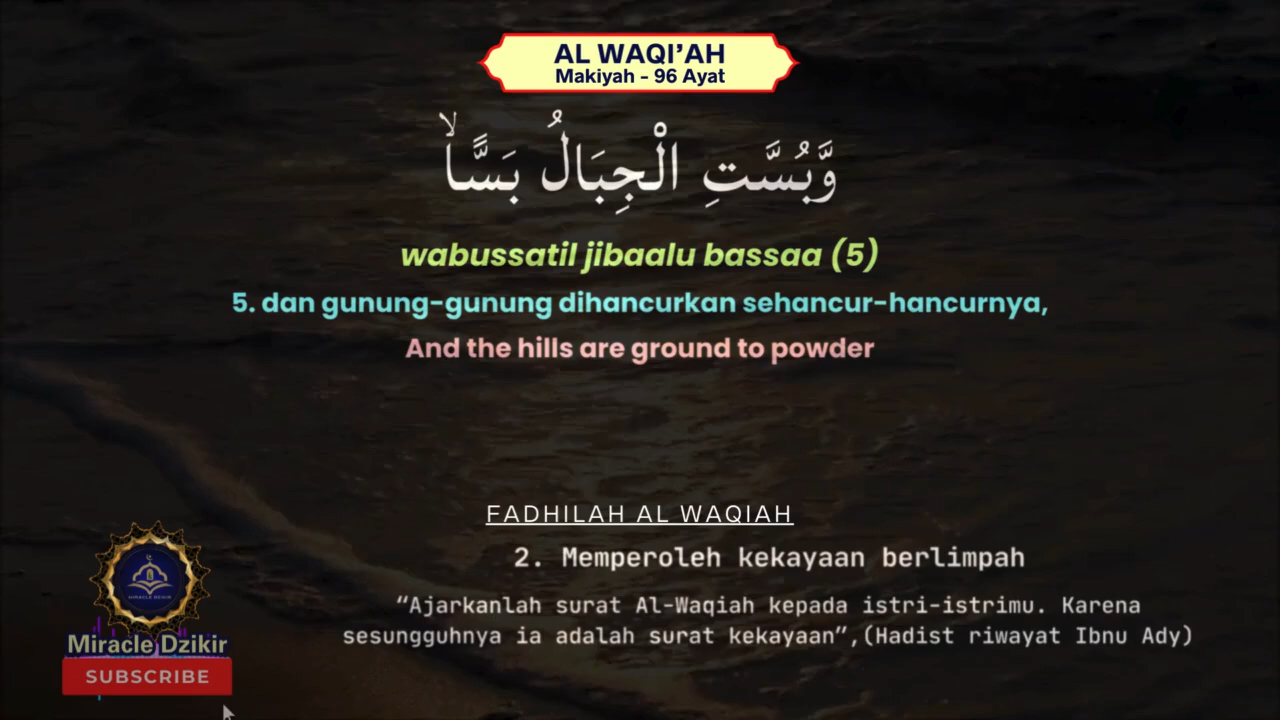 AL WAQI’AH
Makiyah - 96 Ayat
وَّبُسَّتِ الْجِبَالُ بَسًّاۙ
wabussatil jibaalu bassaa (5)
5. dan gunung-gunung dihancurkan sehancur-hancurnya,
And the hills are ground to powder
FADHILAH AL WAQIAH
2. Memperoleh kekayaan berlimpah
“Ajarkanlah surat Al-Waqiah kepada istri-istrimu. Karena
sesungguhnya ia adalah surat kekayaan”,(Hadist riwayat Ibnu Ady)
MIRACLE DZIKIR
Miracle Dzikir
SUBSCRIBE